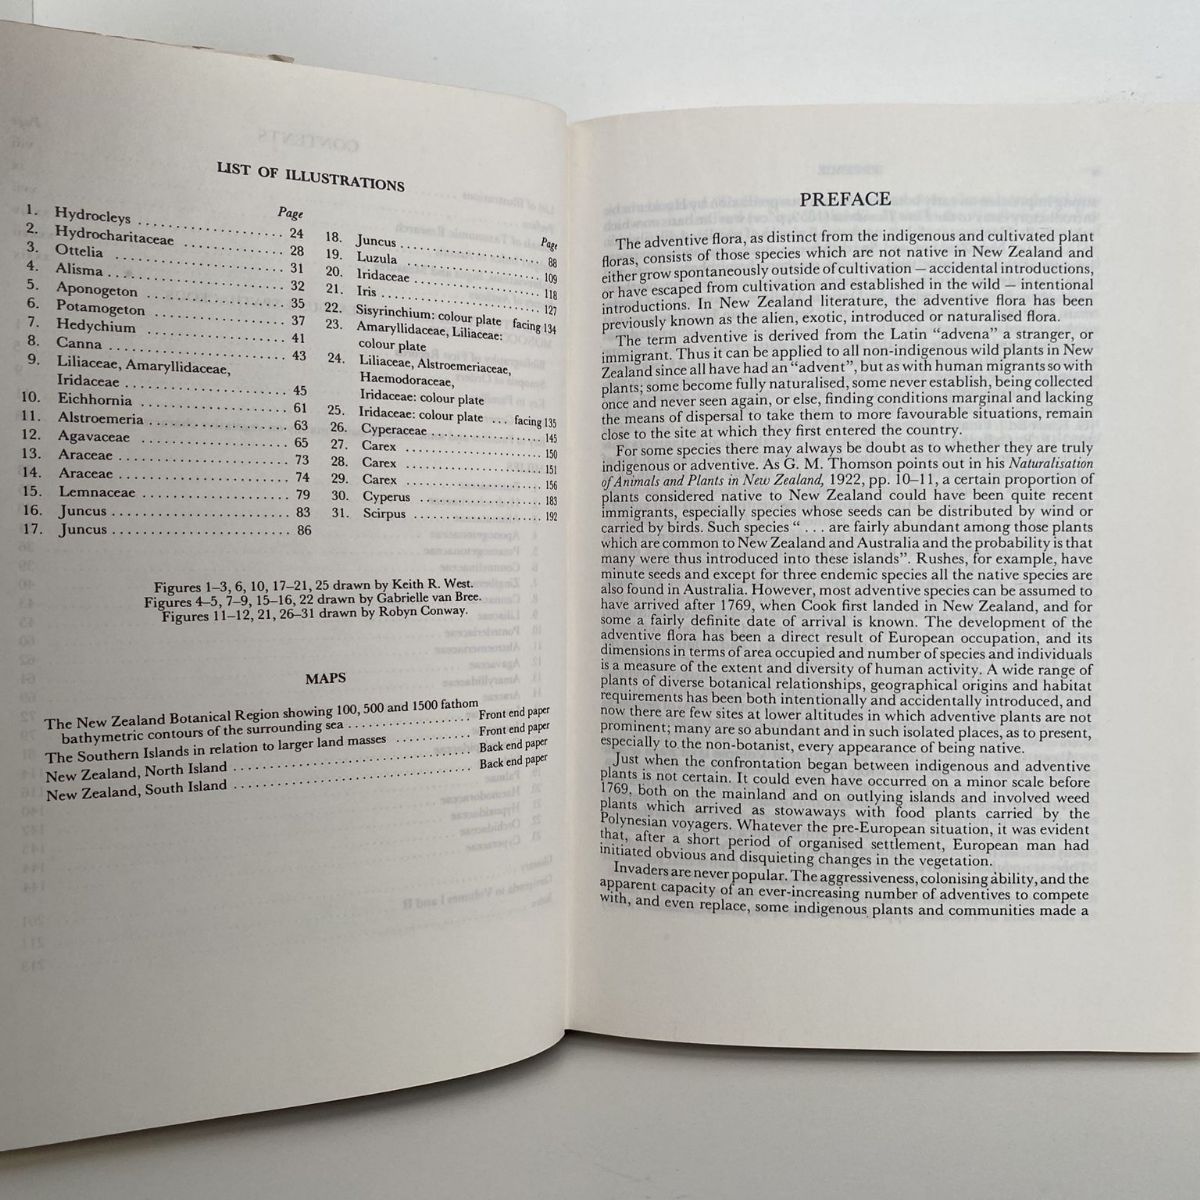 LIST OF ILLUSTRATIONS
Page
1. Hydrocleys 24
2. Hydrocharitaceae 28
3. Ottelia 31
4. Alisma 32
5. Aponogeton 35
6. Potamogeton 37
7. Hedychium 41
8. Canna 43
9. Liliaceae, Amaryllidaceae,
Iridaceae 45
10. Eichhornia 61
11. Alstroemeria 63
12. Agavaceae 65
13. Araceae 73
14. Araceae 74
15. Lemnaceae 79
16. Juncus 83
17. Juncus 86
Page
18. Juncus 88
19. Luzula 109
20. Iridaceae 118
21. Iris 127
22. Sisyrinchium: colour plate facing 134
23. Amaryllidaceae, Liliaceae:
colour plate
24. Liliaceae, Alstroemeriaceae,
Haemodoraceae,
Iridaceae: colour plate
25. Iridaceae: colour plate ... facing 135
26. Cyperaceae 145
27. Carex 150
28. Carex 151
29. Carex 156
30. Cyperus 183
31. Scirpus 192
Figures 1–3, 6, 10, 17–21, 25 drawn by Keith R. West.
Figures 4–5, 7–9, 15–16, 22 drawn by Gabrielle van Bree.
Figures 11–12, 21, 26–31 drawn by Robyn Conway.
MAPS
The New Zealand Botanical Region showing 100, 500 and 1500 fathom
bathymetric contours of the surrounding sea Front end paper
The Southern Islands in relation to larger land masses Front end paper
New Zealand, North Island Back end paper
New Zealand, South Island Back end paper
PREFACE
The adventive flora, as distinct from the indigenous and cultivated plant
floras, consists of those species which are not native in New Zealand and
either grow spontaneously outside of cultivation — accidental introductions,
or have escaped from cultivation and established in the wild — intentional
introductions. In New Zealand literature, the adventive flora has been
previously known as the alien, exotic, introduced or naturalised flora.
The term adventive is derived from the Latin "advena" a stranger, or
immigrant. Thus it can be applied to all non-indigenous wild plants in New
Zealand since all have had an "advent", but as with human migrants so with
plants; some become fully naturalised, some never establish, being collected
once and never seen again, or else, finding conditions marginal and lacking
the means of dispersal to take them to more favourable situations, remain
close to the site at which they first entered the country.
For some species there may always be doubt as to whether they are truly
indigenous or adventive. As G. M. Thomson points out in his Naturalisation
of Animals and Plants in New Zealand, 1922, pp. 10–11, a certain proportion of
plants considered native to New Zealand could have been quite recent
immigrants, especially species whose seeds can be distributed by wind or
carried by birds. Such species " . . . are fairly abundant among those plants
which are common to New Zealand and Australia and the probability is that
many were thus introduced into these islands". Rushes, for example, have
minute seeds and except for three endemic species all the native species are
also found in Australia. However, most adventive species can be assumed to
have arrived after 1769, when Cook first landed in New Zealand, and for
some a fairly definite date of arrival is known. The development of the
adventive flora has been a direct result of European occupation, and its
dimensions in terms of area occupied and number of species and individuals
is a measure of the extent and diversity of human activity. A wide range of
plants of diverse botanical relationships, geographical origins and habitat
requirements has been both intentionally and accidentally introduced, and
now there are few sites at lower altitudes in which adventive plants are not
prominent; many are so abundant and in such isolated places, as to present,
especially to the non-botanist, every appearance of being native.
Just when the confrontation began between indigenous and adventive
plants is not certain. It could even have occurred on a minor scale before
1769, both on the mainland and on outlying islands and involved weed
plants which arrived as stowaways with food plants carried by the
Polynesian voyagers. Whatever the pre-European situation, it was evident
that, after a short period of organised settlement, European man had
initiated obvious and disquieting changes in the vegetation.
Invaders are never popular. The aggressiveness, colonising ability, and the
apparent capacity of an ever-increasing number of adventives to compete
with, and even replace, some indigenous plants and communities made a